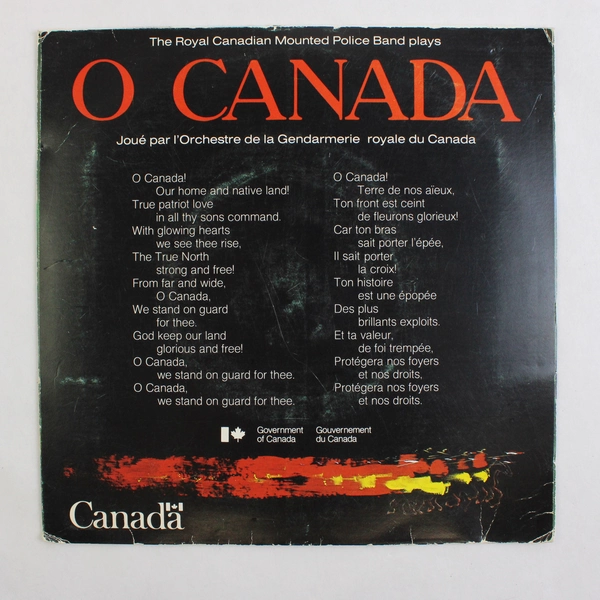 The Royal Canadian Mounted Police Band plays
O CANADA
Joué par l'Orchestre de la Gendarmerie royale du Canada
O Canada!
Our home and native land!
True patriot love
in all thy sons command.
With glowing hearts
we see thee rise,
The True North
strong and free!
From far and wide,
O Canada,
We stand on guard
for thee.
God keep our land
glorious and free!
O Canada,
we stand on guard for thee.
O Canada,
we stand on guard for thee.
O Canada!
Terre de nos aïeux,
Ton front est ceint
de fleurons glorieux!
Car ton bras
sait porter l'épée,
Il sait porter
la croix!
Ton histoire
est une épopée
Des plus
brillants exploits.
Et ta valeur,
de foi trempée,
Protégera nos foyers
et nos droits,
Protégera nos foyers
et nos droits.
Government
of Canada
Gouvernement
du Canada
Canada